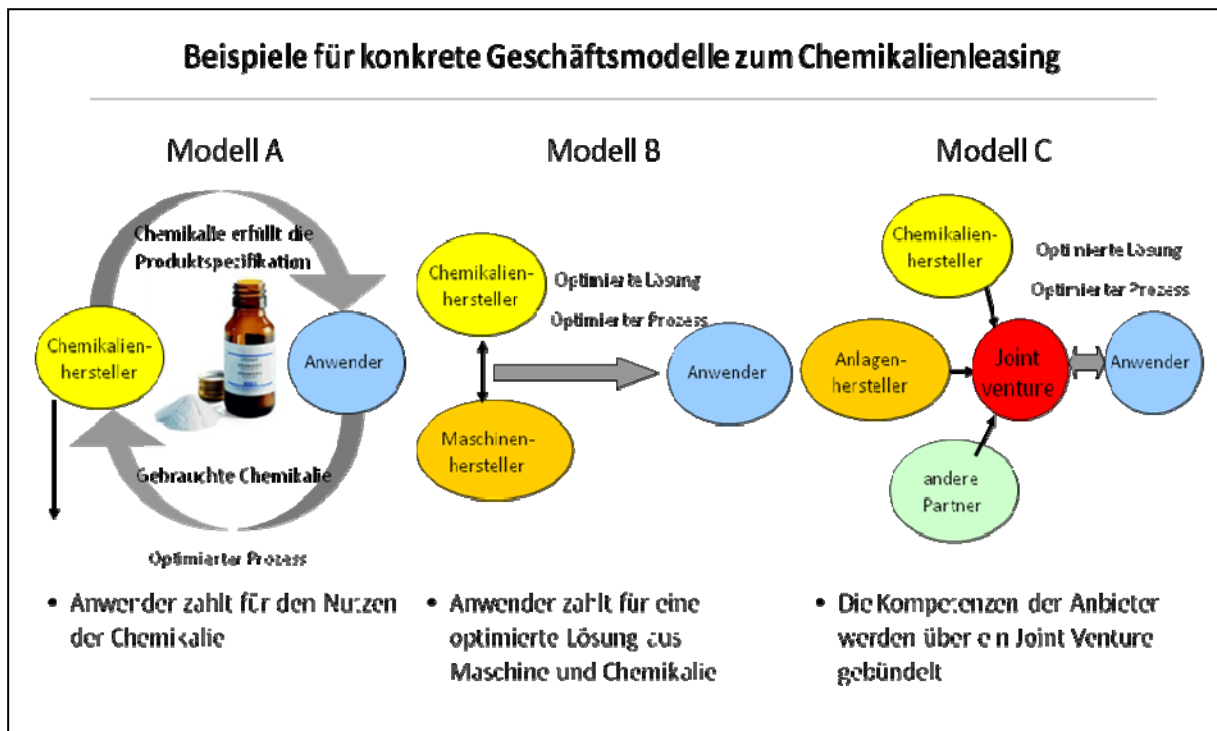 Beispiele für konkrete Geschäftsmodelle zum Chemikalienleasing
Modell A
Chemikalie erfüllt die
Produktspezifikation
Chemikalien-
hersteller
Anwender
Gebrauchte Chemikalie
Optimierter Prozess
• Anwender zahlt für den Nutzen
der Chemikalie
Modell B
Chemikalien-
hersteller
Optimierte Lösung
Optimierter Prozess
Anwender
Maschinen-
hersteller
• Anwender zahlt für eine
optimierte Lösung aus
Maschine und Chemikalie
Modell C
Chemikalien-
hersteller
Optimierte Lösung
Optimierter Prozess
Anlagen-
hersteller
Joint
venture
Anwender
andere
Partner
• Die Kompetenzen der Anbieter
werden über ein Joint Venture
gebündelt